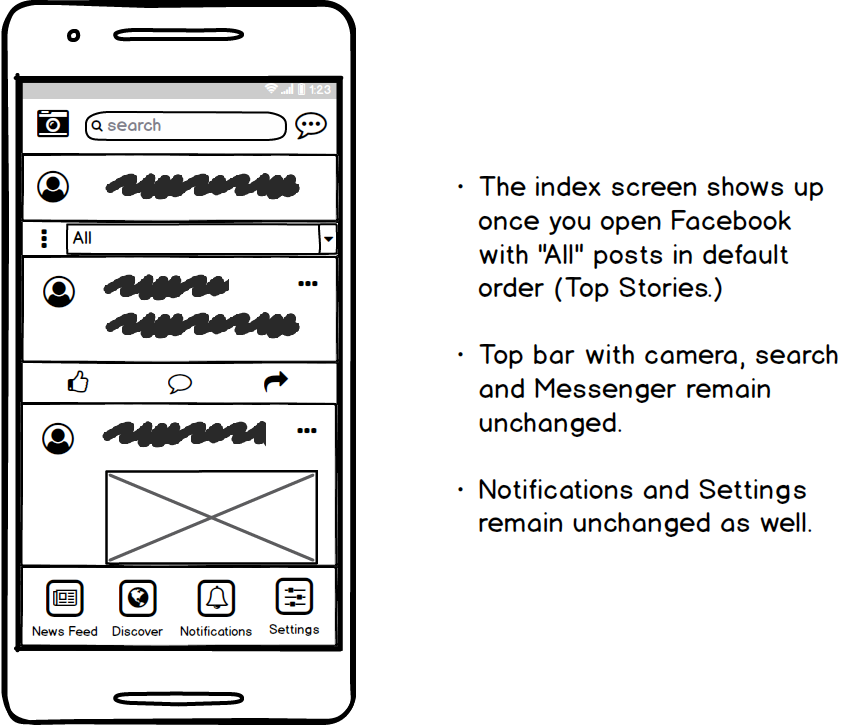 1:23
search
All
News Feed
Discover
Notifications
Settings
· The index screen shows up
once you open Facebook
with "All" posts in default
order (Top Stories.)
· Top bar with camera, search
and Messenger remain
unchanged.
· Notifications and Settings
remain unchanged as well.